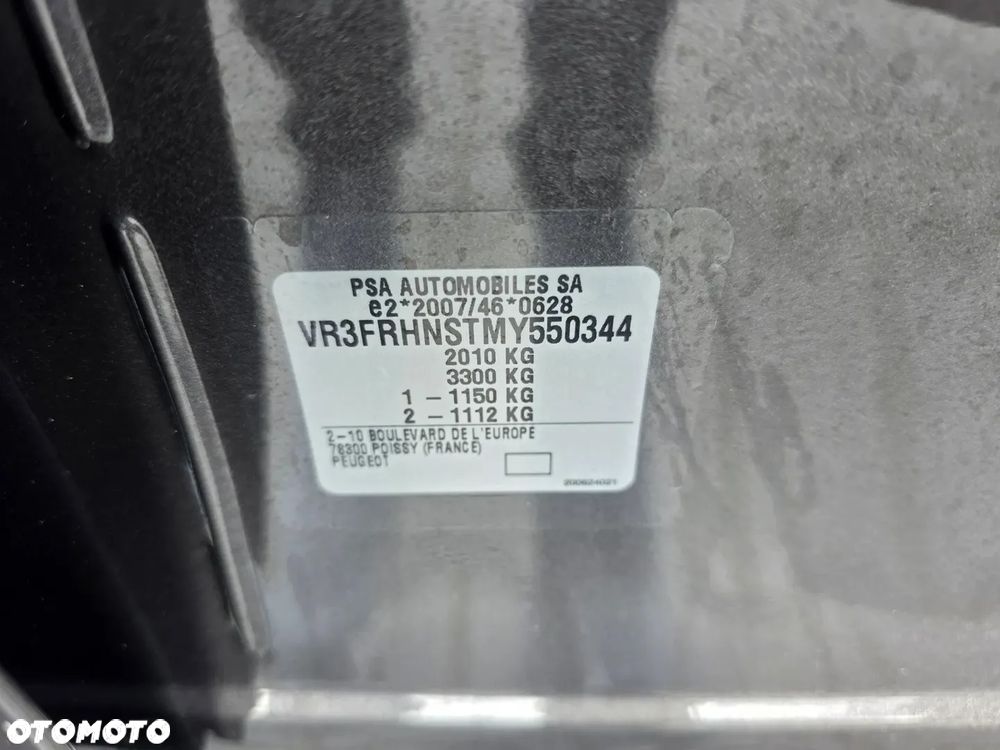 PSA AUTOMOBILES SA
e2*2007/46*0628
VR3FRHNSTMY550344
2010 KG
3300 KG
1 – 1150 KG
2 – 1112 KG
2-10 BOULEVARD DE L'EUROPE
78300 POISSY (FRANCE)
PEUGEOT
200624021
OTOMOTO